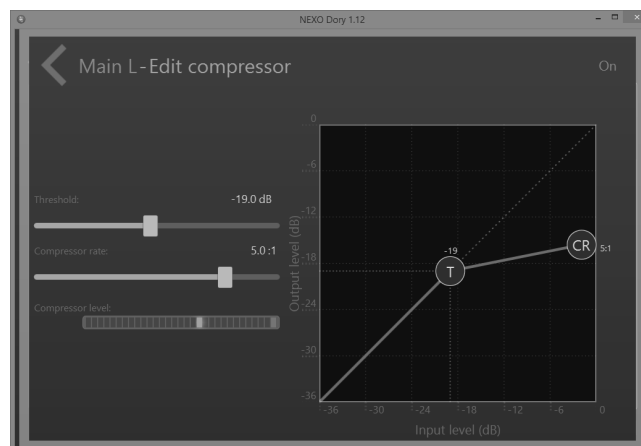 NEXO Dory 1.12
Main L - Edit compressor
On
Threshold:
-19.0 dB
Compressor rate:
5.0 :1
Compressor level:
Output level (dB)
0
-6
-12
-18
-24
-30
-36
-19
T
CR
5:1
-36
-30
-24
-18
-12
-6
0
Input level (dB)